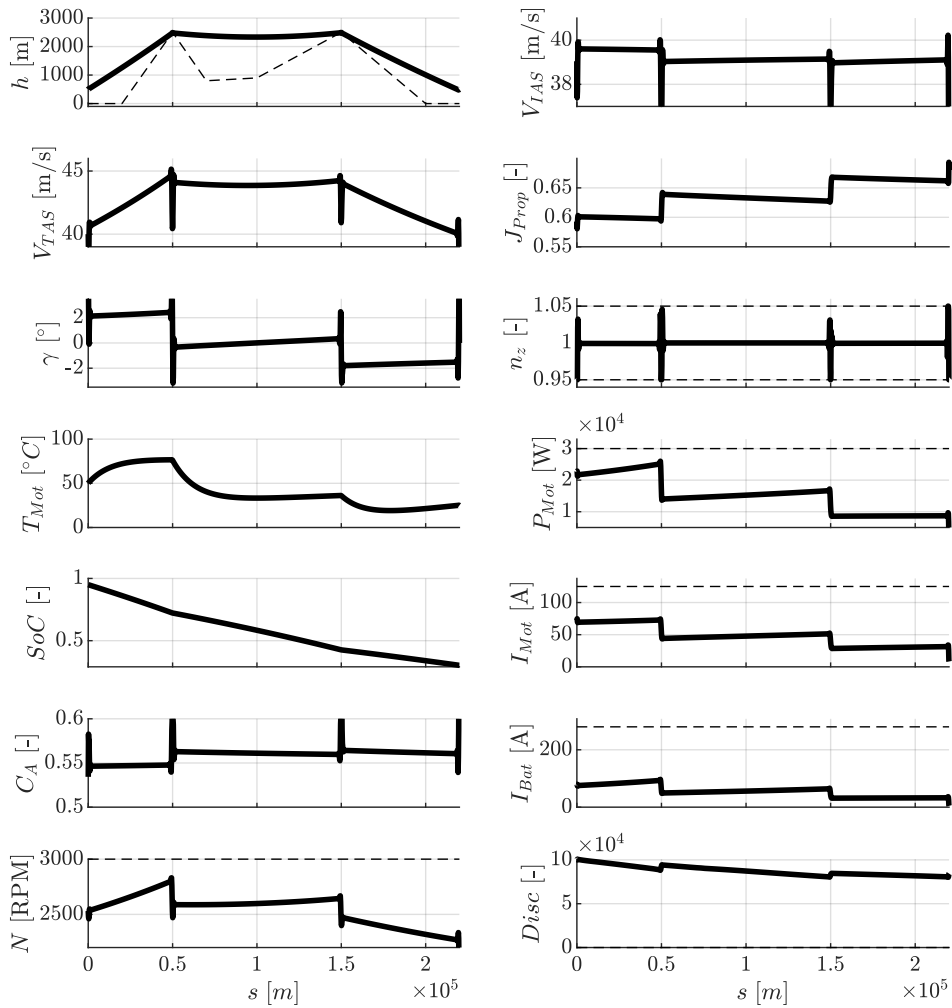 3000
2000
1000
0
h [m]
40
38
V_IAS [m/s]
45
40
V_TAS [m/s]
0.65
0.6
0.55
J_Prop [-]
2
0
-2
γ [°]
1.05
1
0.95
n_z [-]
100
50
0
T_Mot [°C]
×10^4
3
2
1
P_Mot [W]
1
0.5
SoC [-]
100
50
0
I_Mot [A]
0.6
0.55
0.5
C_A [-]
200
0
I_Bat [A]
3000
2500
N [RPM]
0 0.5 1 1.5 2
s [m]
×10^5
×10^4
10
5
0
Disc [-]
0 0.5 1 1.5 2
s [m]
×10^5